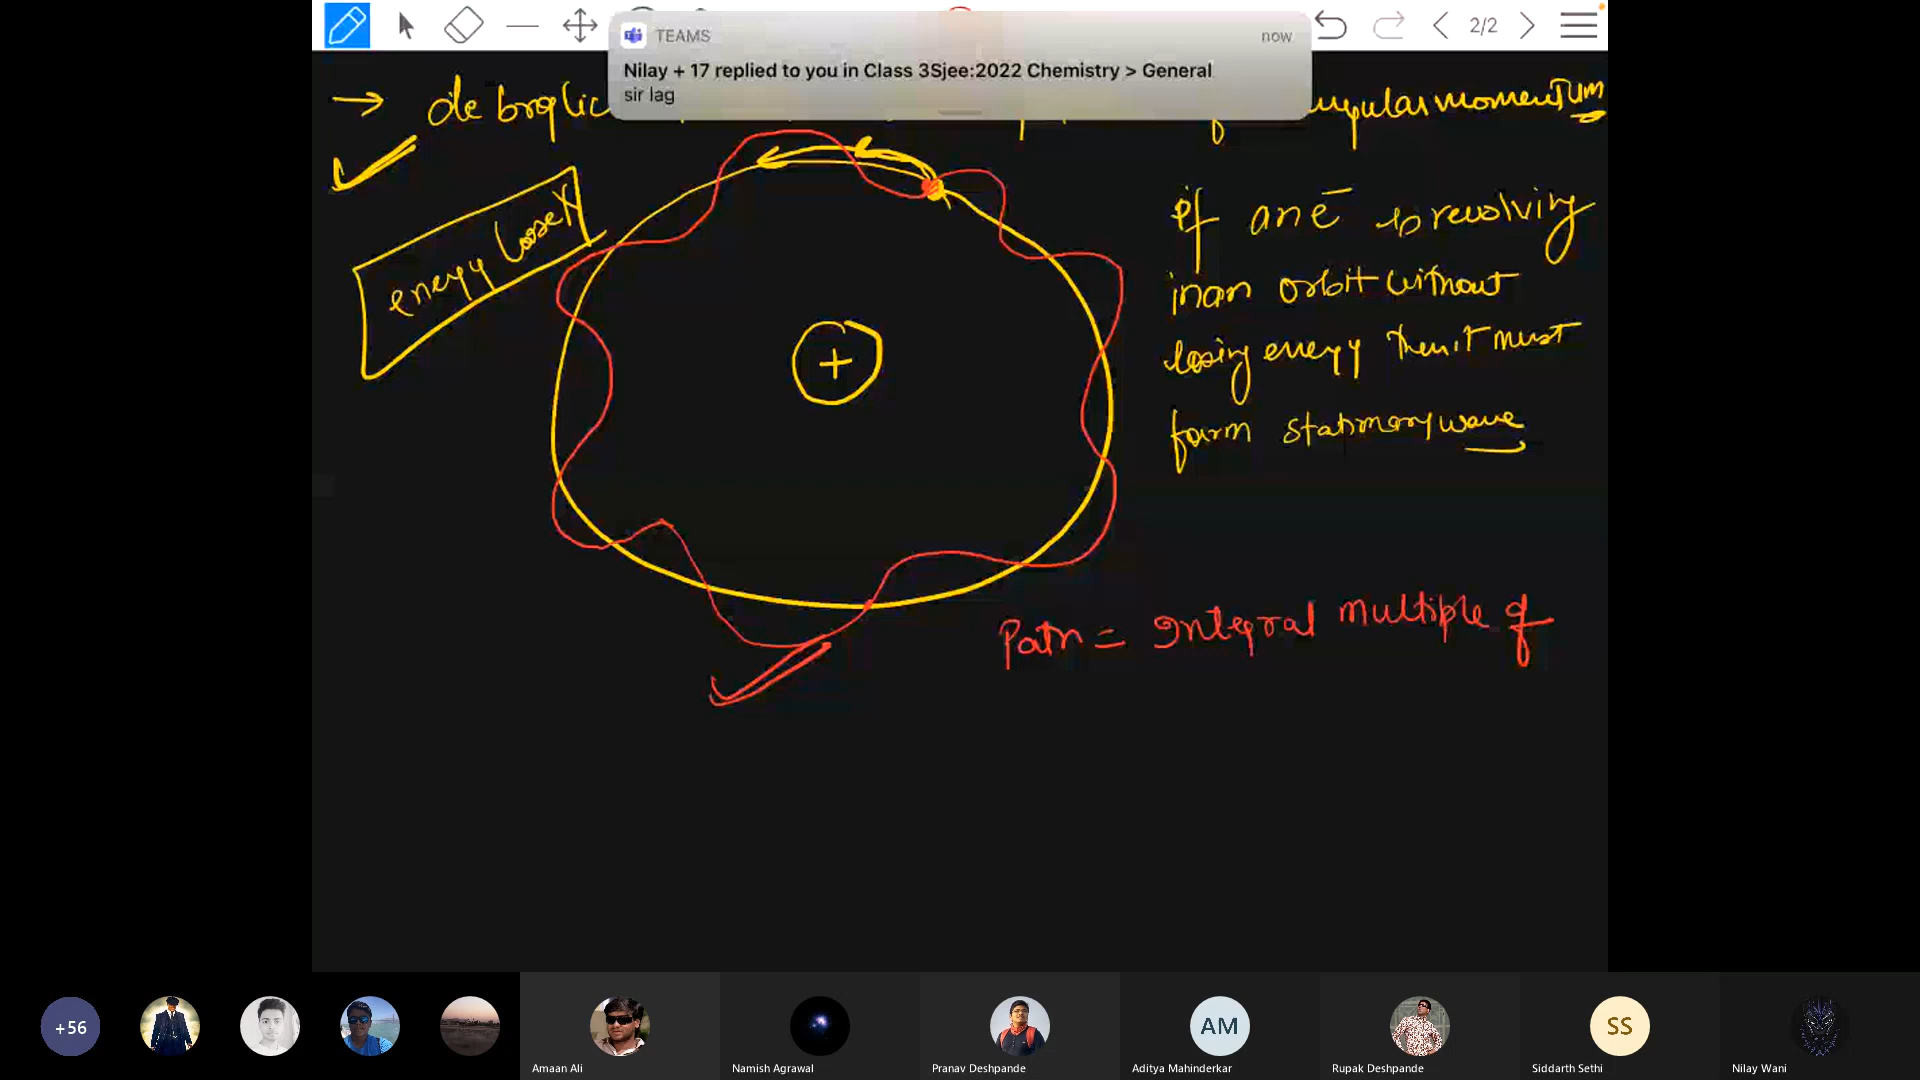 2/2
TEAMS
now
Nilay + 17 replied to you in Class 3Sjee:2022 Chemistry > General
sir lag
→ de broglie angular momentum
energy loss X
if an e⁻ is revolving
in an orbit without
losing energy then it must
form stationary wave
+
Path = Integral multiple of
+56
AM
SS
Amaan Ali
Namish Agrawal
Pranav Deshpande
Aditya Mahinderkar
Rupak Deshpande
Siddarth Sethi
Nilay Wani